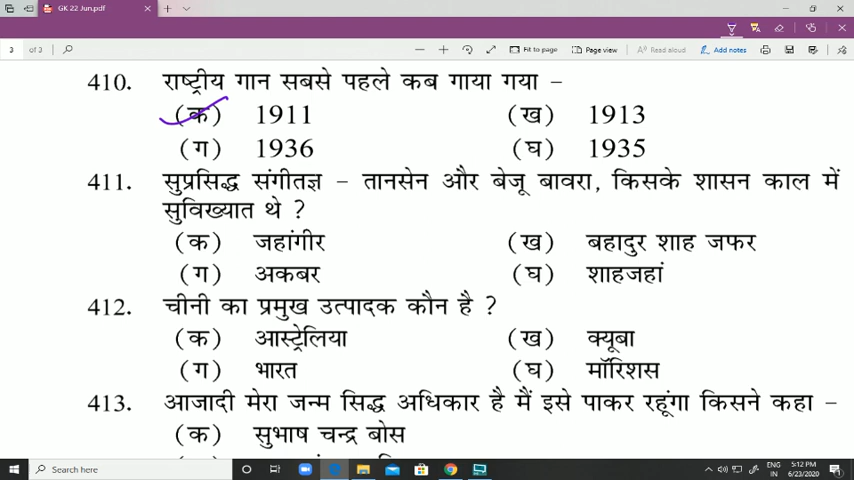 GK 22 Jun.pdf
3 of 3
Fit to page Page view Read aloud Add notes
410. राष्ट्रीय गान सबसे पहले कब गाया गया –
(क) 1911 (ख) 1913
(ग) 1936 (घ) 1935
411. सुप्रसिद्ध संगीतज्ञ – तानसेन और बेजू बावरा, किसके शासन काल में
सुविख्यात थे ?
(क) जहांगीर (ख) बहादुर शाह जफर
(ग) अकबर (घ) शाहजहां
412. चीनी का प्रमुख उत्पादक कौन है ?
(क) आस्ट्रेलिया (ख) क्यूबा
(ग) भारत (घ) मॉरिशस
413. आजादी मेरा जन्म सिद्ध अधिकार है मैं इसे पाकर रहूंगा किसने कहा –
(क) सुभाष चन्द्र बोस
Search here
ENG
IN
5:12 PM
6/23/2020